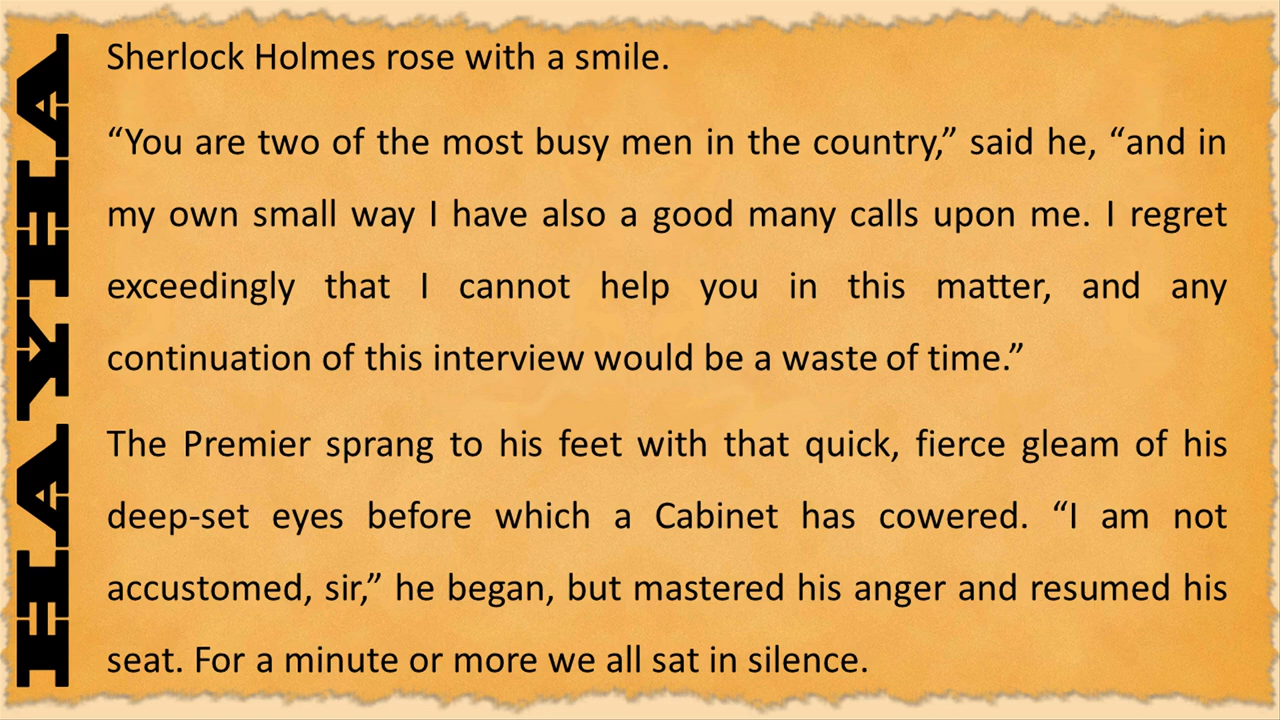 HAYHA
Sherlock Holmes rose with a smile.
“You are two of the most busy men in the country,” said he, “and in
my own small way I have also a good many calls upon me. I regret
exceedingly that I cannot help you in this matter, and any
continuation of this interview would be a waste of time.”
The Premier sprang to his feet with that quick, fierce gleam of his
deep-set eyes before which a Cabinet has cowered. “I am not
accustomed, sir,” he began, but mastered his anger and resumed his
seat. For a minute or more we all sat in silence.